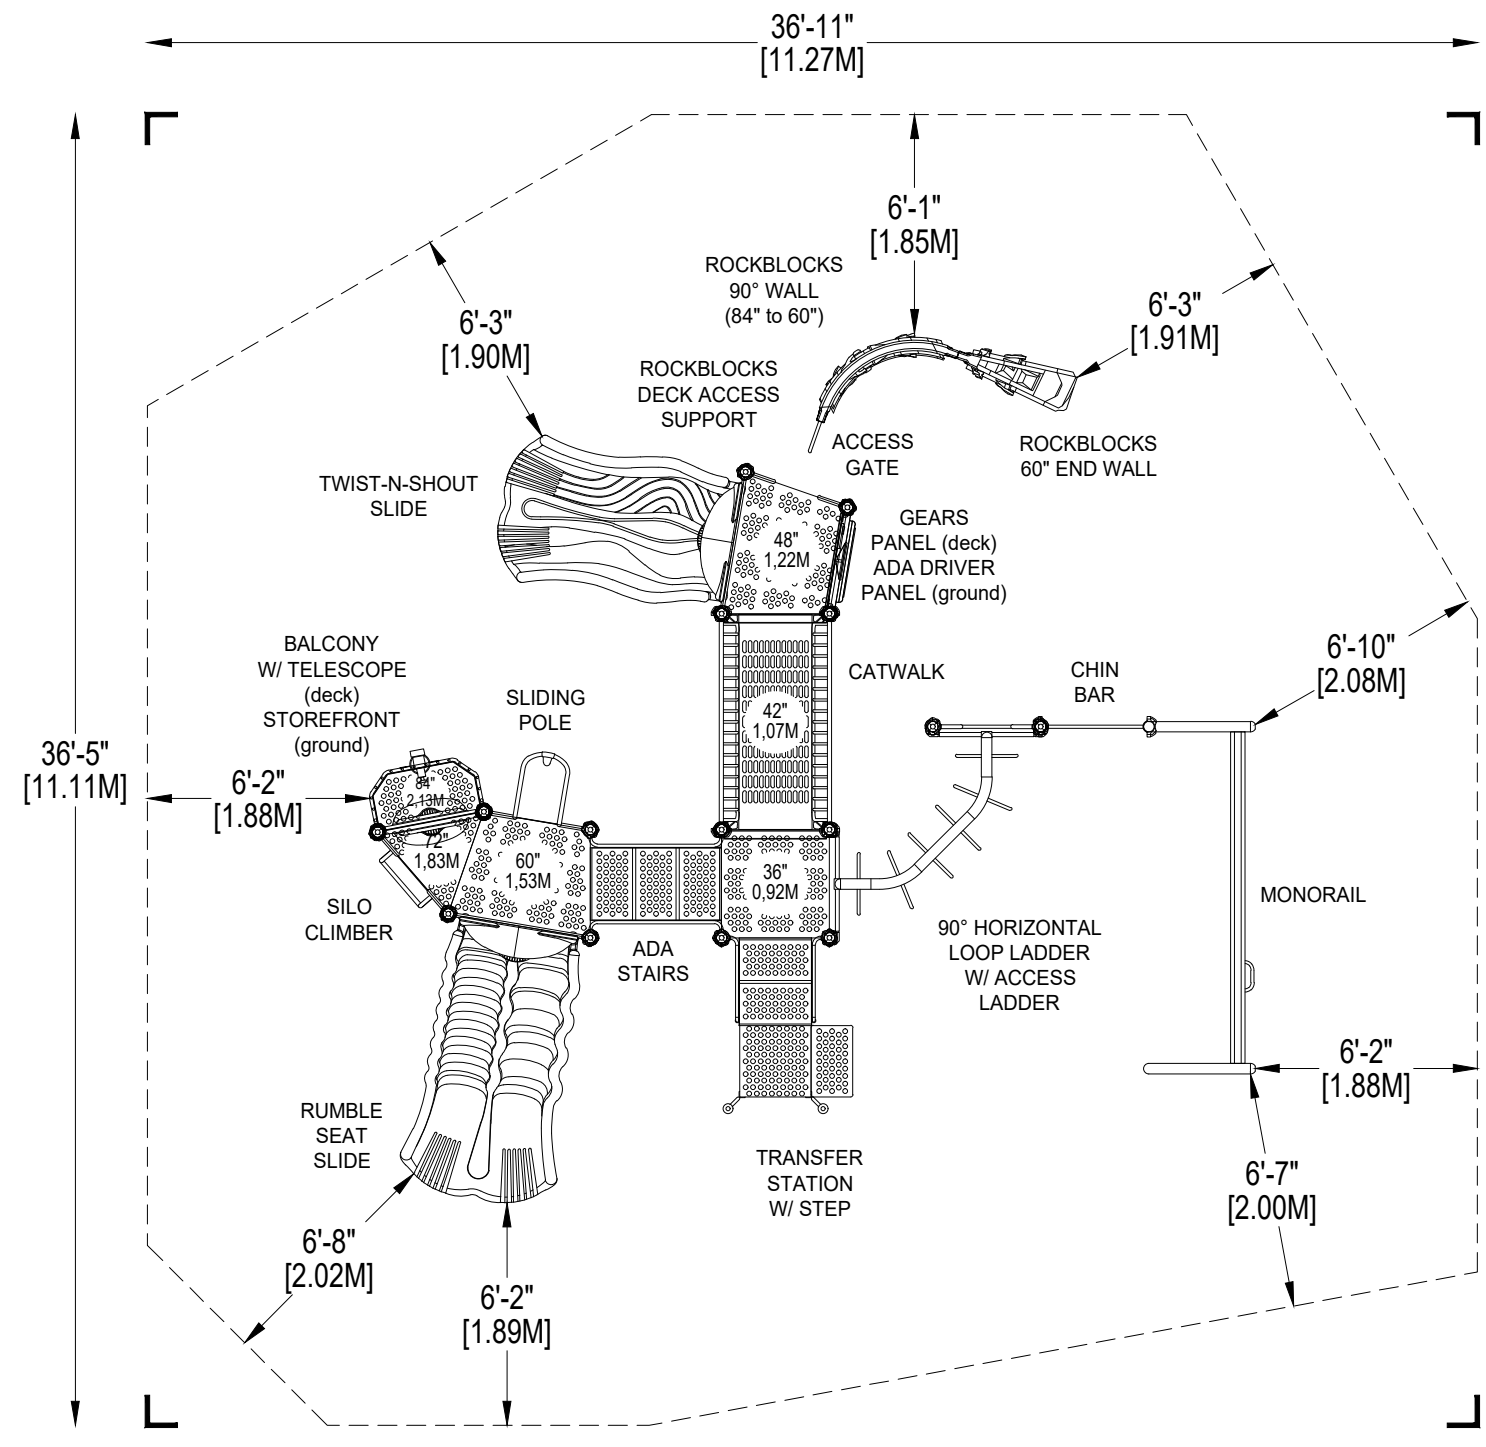 36'-11"
[11.27M]
6'-1"
[1.85M]
ROCKBLOCKS
90° WALL
(84" to 60")
6'-3"
[1.90M]
6'-3"
[1.91M]
ROCKBLOCKS
DECK ACCESS
SUPPORT
ACCESS
GATE
ROCKBLOCKS
60" END WALL
TWIST-N-SHOUT
SLIDE
GEARS
PANEL (deck)
ADA DRIVER
PANEL (ground)
48"
1,22M
BALCONY
W/ TELESCOPE
(deck)
STOREFRONT
(ground)
SLIDING
POLE
CATWALK
CHIN
BAR
6'-10"
[2.08M]
42"
1,07M
36'-5"
[11.11M]
6'-2"
[1.88M]
84"
2,13M
72"
1,83M
60"
1,53M
36"
0,92M
MONORAIL
SILO
CLIMBER
ADA
STAIRS
90° HORIZONTAL
LOOP LADDER
W/ ACCESS
LADDER
6'-2"
[1.88M]
RUMBLE
SEAT
SLIDE
TRANSFER
STATION
W/ STEP
6'-7"
[2.00M]
6'-8"
[2.02M]
6'-2"
[1.89M]